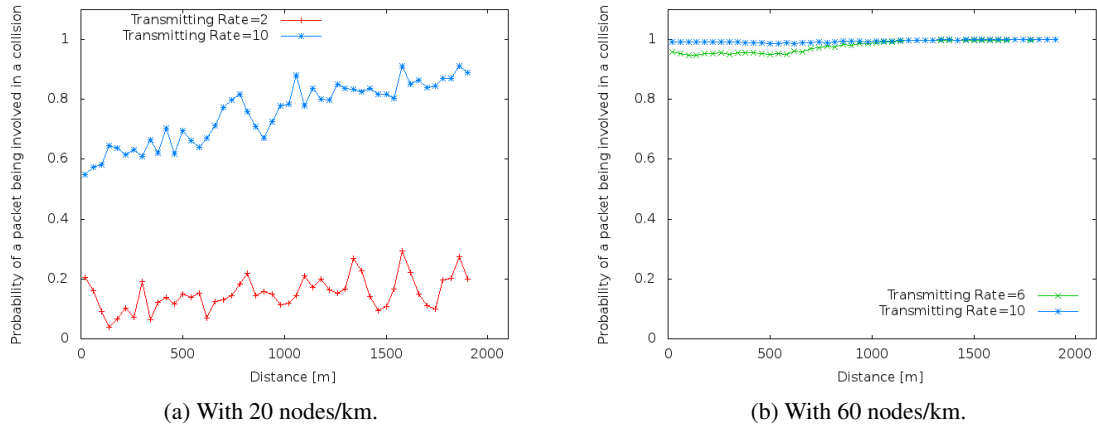 Probability of a packet being involved in a collision
Transmitting Rate=2
Transmitting Rate=10
1
0.8
0.6
0.4
0.2
0
0 500 1000 1500 2000
Distance [m]
(a) With 20 nodes/km.
Probability of a packet being involved in a collision
1
0.8
0.6
0.4
0.2
0
Transmitting Rate=6
Transmitting Rate=10
0 500 1000 1500 2000
Distance [m]
(b) With 60 nodes/km.